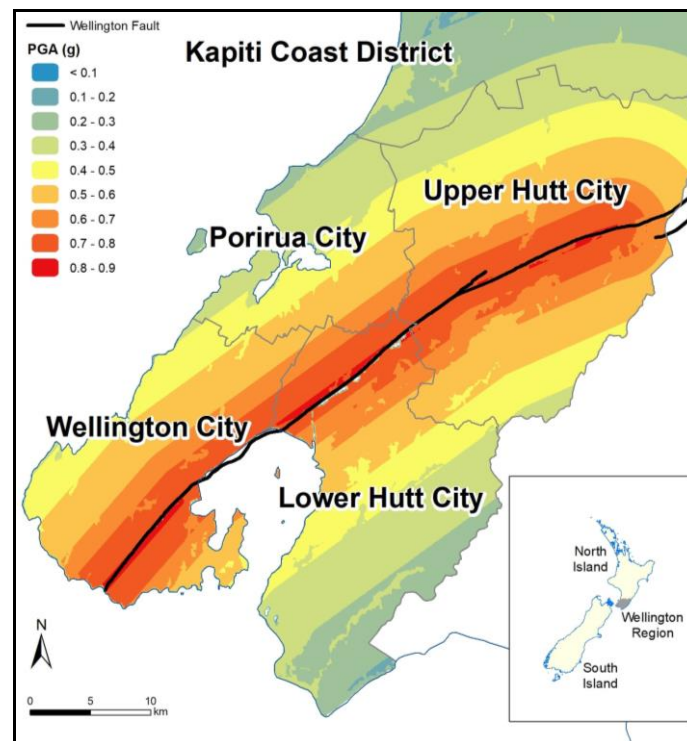 Wellington Fault
PGA (g)
< 0.1
0.1 - 0.2
0.2 - 0.3
0.3 - 0.4
0.4 - 0.5
0.5 - 0.6
0.6 - 0.7
0.7 - 0.8
0.8 - 0.9
Kapiti Coast District
Upper Hutt City
Porirua City
Wellington City
Lower Hutt City
North
Island
Wellington
Region
South
Island
N
0 5 10
km